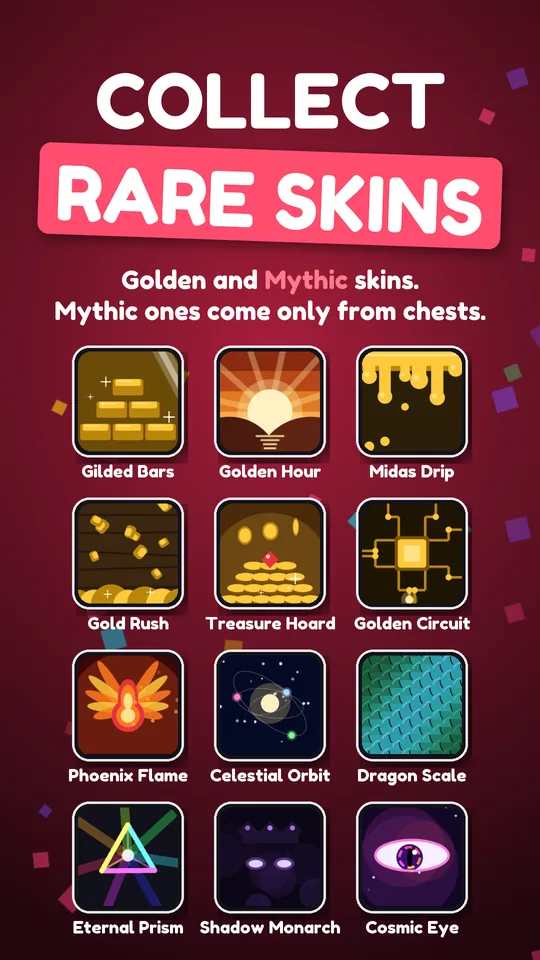 COLLECT
RARE SKINS
Golden and Mythic skins.
Mythic ones come only from chests.
Gilded Bars
Golden Hour
Midas Drip
Gold Rush
Treasure Hoard
Golden Circuit
Phoenix Flame
Celestial Orbit
Dragon Scale
Eternal Prism
Shadow Monarch
Cosmic Eye